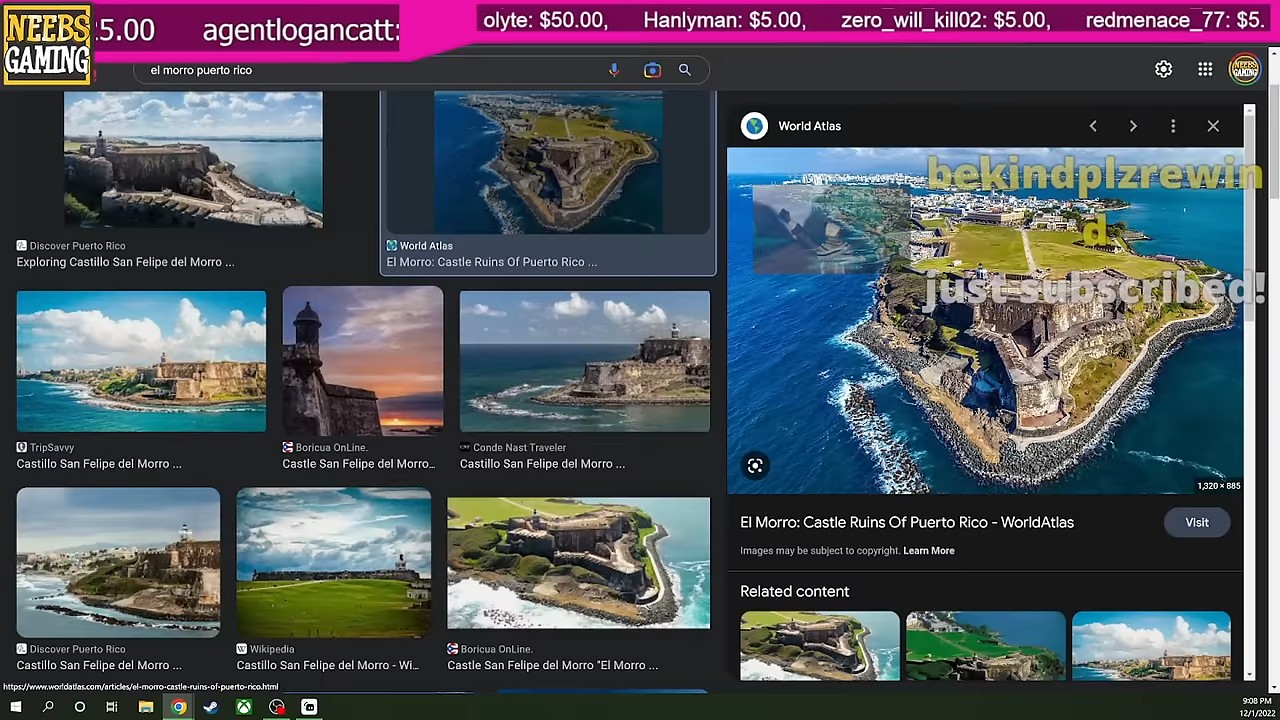 NEEBS
GAMING
5.00 agentlogancatt:
olyte: $50.00, Hanlyman: $5.00, zero_will_kill02: $5.00, redmenace_77: $5.
el morro puerto rico
NEEBS
GAMING
World Atlas
bekindplzrewin
d
just subscribed!
Discover Puerto Rico
Exploring Castillo San Felipe del Morro ...
World Atlas
El Morro: Castle Ruins Of Puerto Rico ...
TripSavvy
Castillo San Felipe del Morro ...
Boricua OnLine.
Castle San Felipe del Morro...
Conde Nast Traveler
Castillo San Felipe del Morro ...
1,320 × 885
El Morro: Castle Ruins Of Puerto Rico - WorldAtlas
Visit
Images may be subject to copyright. Learn More
Related content
Discover Puerto Rico
Castillo San Felipe del Morro ...
W Wikipedia
Castillo San Felipe del Morro - Wi...
Boricua OnLine.
Castle San Felipe del Morro "El Morro ...
https://www.worldatlas.com/articles/el-morro-castle-ruins-of-puerto-rico.html
9:08 PM
12/1/2022